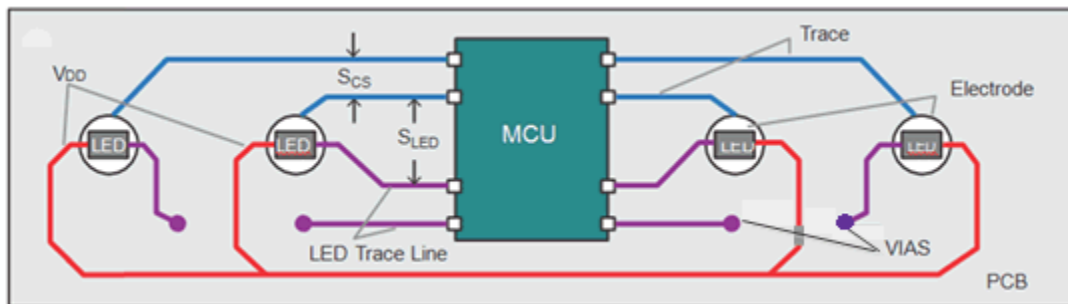 Trace
VDD
SCS
Electrode
SLED
MCU
LED
LED
LED
LED
LED Trace Line
VIAS
PCB